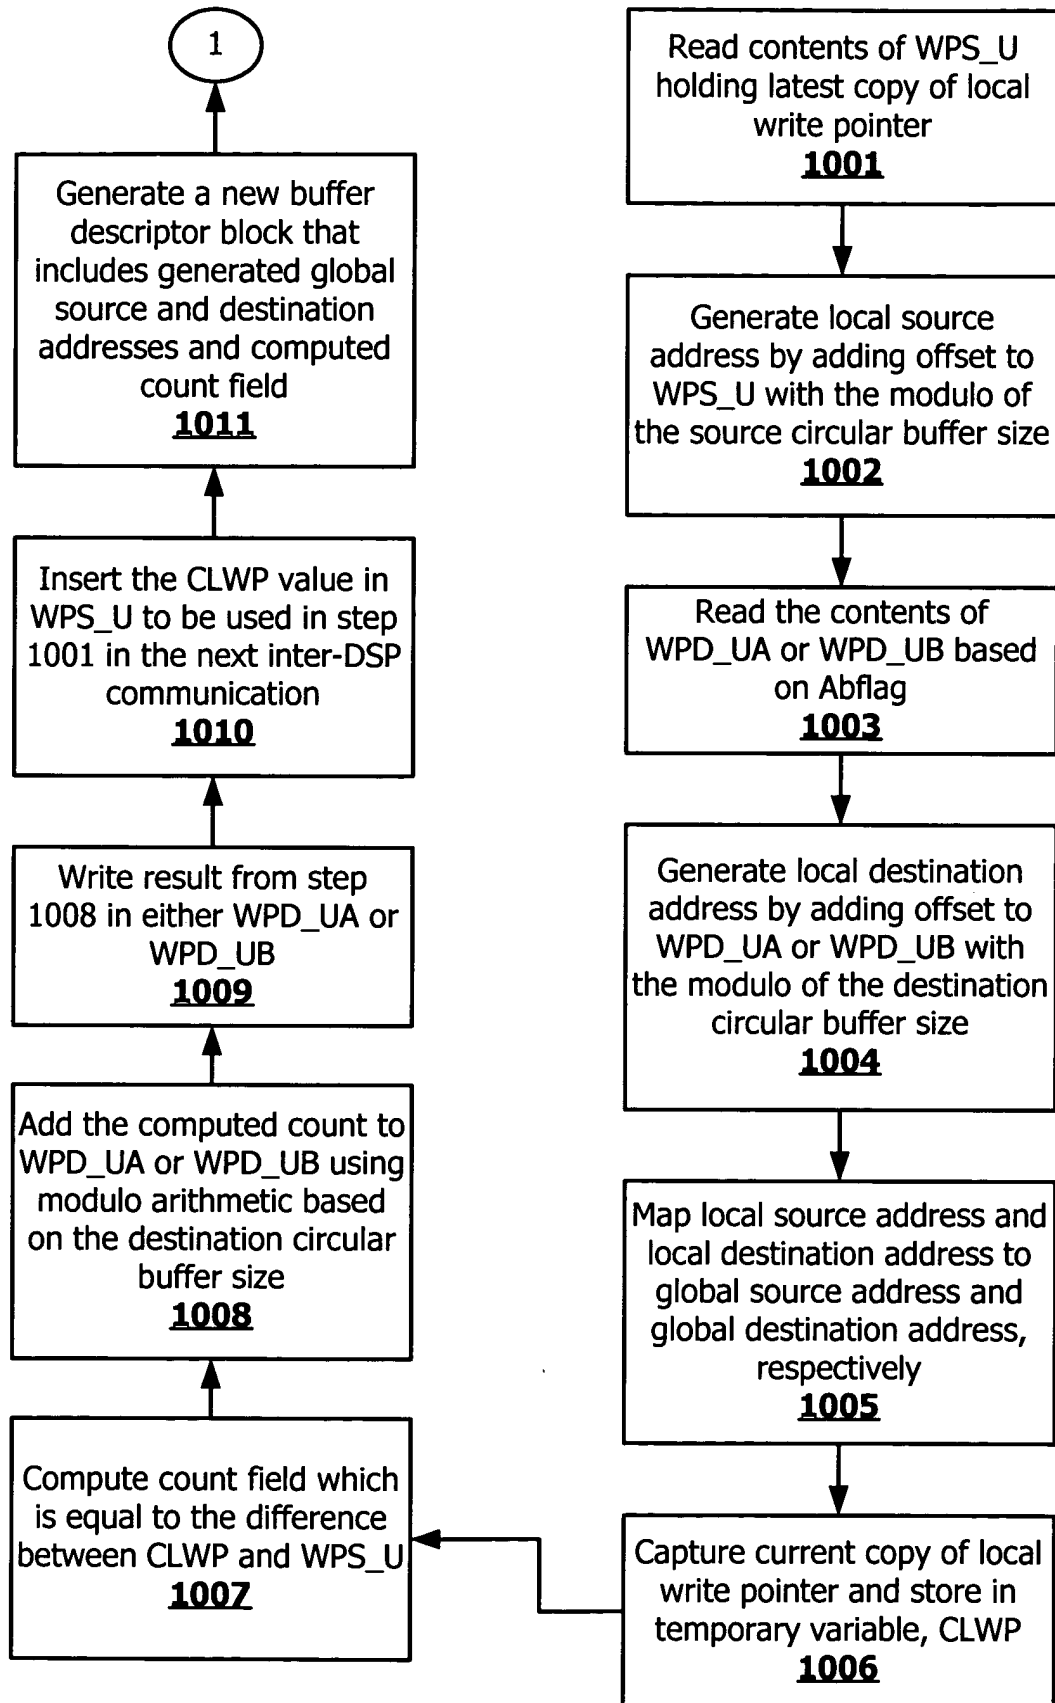 Read contents of WPS_U
holding latest copy of local
write pointer
1001
Generate local source
address by adding offset to
WPS_U with the modulo of
the source circular buffer size
1002
Read the contents of
WPD_UA or WPD_UB based
on Abflag
1003
Generate local destination
address by adding offset to
WPD_UA or WPD_UB with
the modulo of the destination
circular buffer size
1004
Map local source address and
local destination address to
global source address and
global destination address,
respectively
1005
Capture current copy of local
write pointer and store in
temporary variable, CLWP
1006
Compute count field which
is equal to the difference
between CLWP and WPS_U
1007
Add the computed count to
WPD_UA or WPD_UB using
modulo arithmetic based
on the destination circular
buffer size
1008
Write result from step
1008 in either WPD_UA or
WPD_UB
1009
Insert the CLWP value in
WPS_U to be used in step
1001 in the next inter-DSP
communication
1010
Generate a new buffer
descriptor block that
includes generated global
source and destination
addresses and computed
count field
1011
1